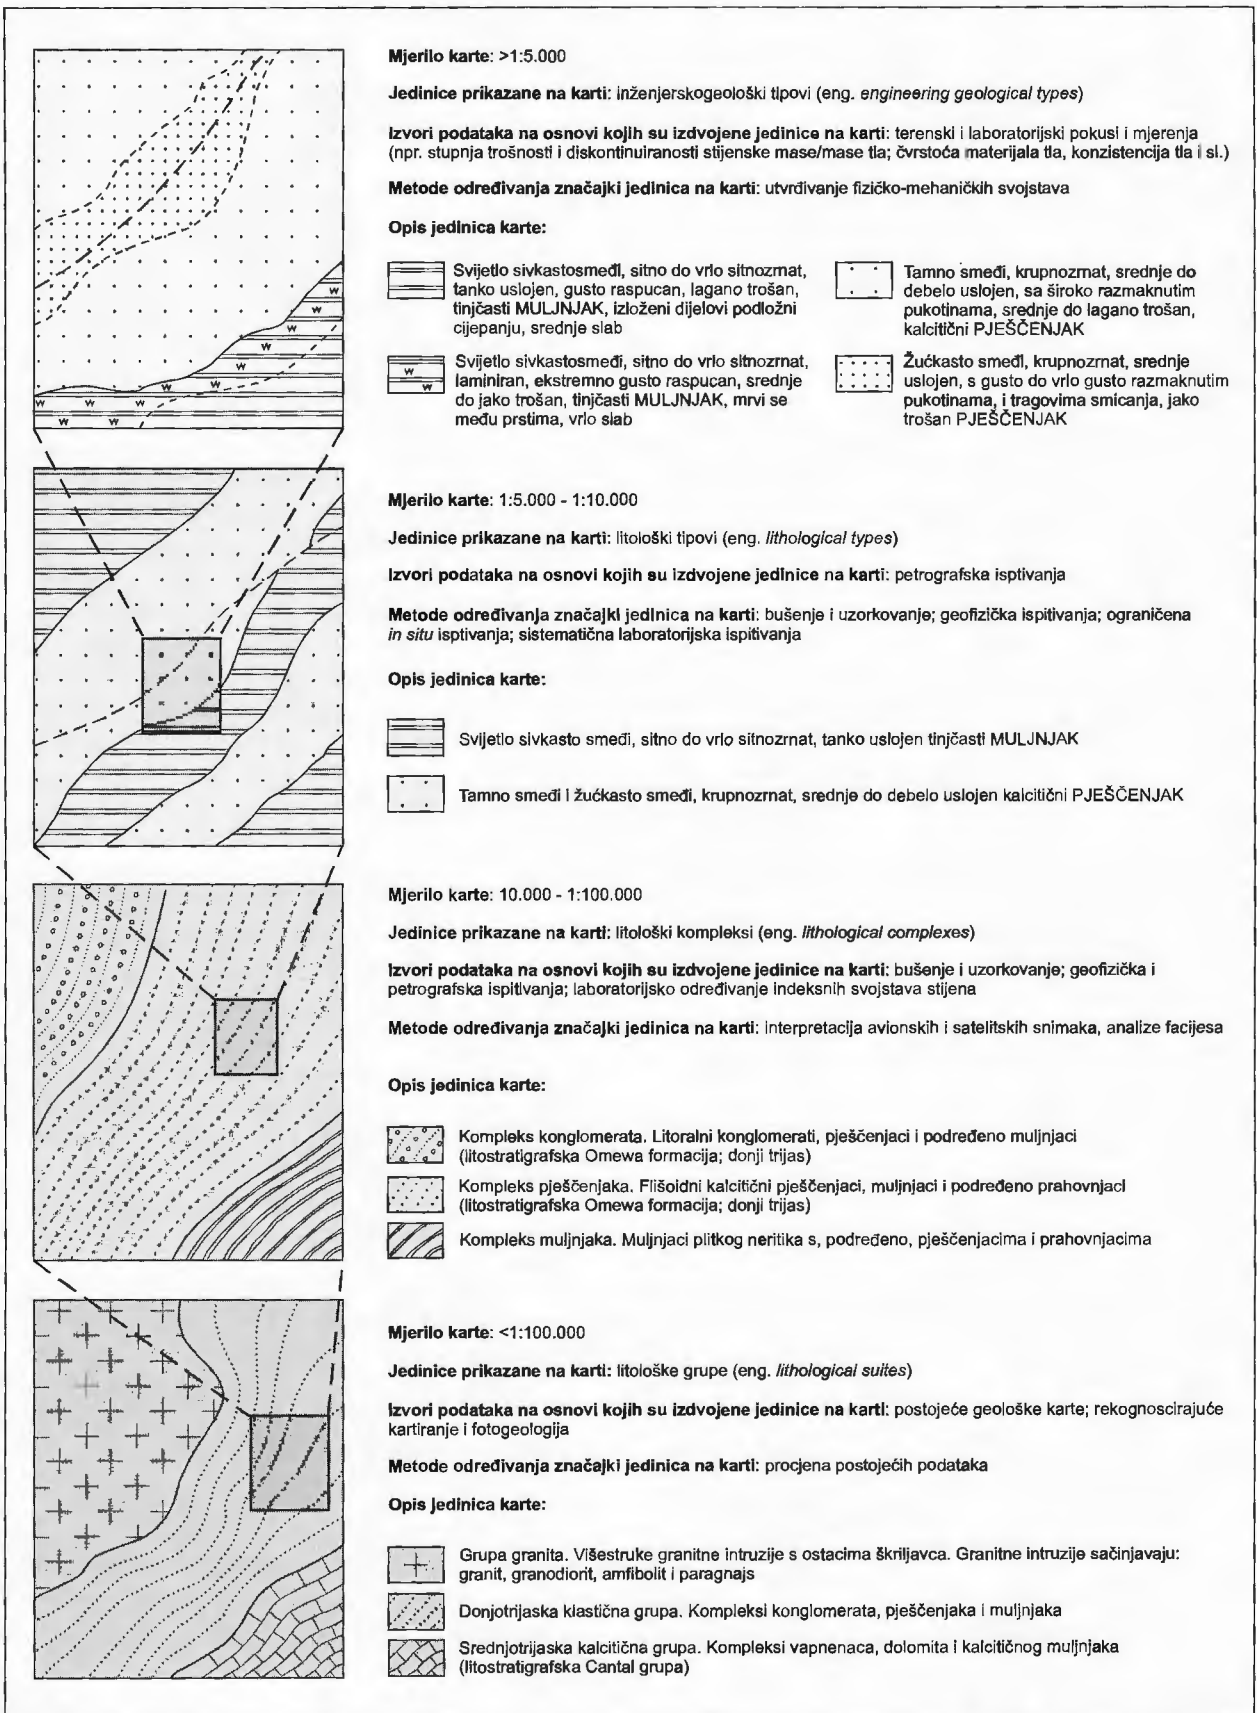 Mjerilo karte: >1:5.000
Jedinice prikazane na karti: inženjerskogeološki tipovi (eng. engineering geological types)
Izvori podataka na osnovi kojih su izdvojene jedinice na karti: terenski i laboratorijski pokusi i mjerenja
(npr. stupnja trošnosti i diskontinuiranosti stijenske mase/mase tla; čvrstoća materijala tla, konzistencija tla i sl.)
Metode određivanja značajki jedinica na karti: utvrđivanje fizičko-mehaničkih svojstava
Opis jedinica karte:
Svijetlo sivkastosmeđi, sitno do vrlo sitnozrnat,
tanko uslojen, gusto raspucan, lagano trošan,
tinjčasti MULJNJAK, izloženi dijelovi podložni
cijepanju, srednje slab
Tamno smeđi, krupnozrnat, srednje do
debelo uslojen, sa široko razmaknutim
pukotinama, srednje do lagano trošan,
kalcitični PJEŠČENJAK
Svijetlo sivkastosmeđi, sitno do vrlo sitnozrnat,
laminiran, ekstremno gusto raspucan, srednje
do jako trošan, tinjčasti MULJNJAK, mrvi se
među prstima, vrlo slab
Žućkasto smeđi, krupnozrnat, srednje
uslojen, s gusto do vrlo gusto razmaknutim
pukotinama, i tragovima smicanja, jako
trošan PJEŠČENJAK
Mjerilo karte: 1:5.000 - 1:10.000
Jedinice prikazane na karti: litološki tipovi (eng. lithological types)
Izvori podataka na osnovi kojih su izdvojene jedinice na karti: petrografska isptivanja
Metode određivanja značajki jedinica na karti: bušenje i uzorkovanje; geofizička ispitivanja; ograničena
in situ isptivanja; sistematična laboratorijska ispitivanja
Opis jedinica karte:
Svijetlo sivkasto smeđi, sitno do vrlo sitnozrnat, tanko uslojen tinjčasti MULJNJAK
Tamno smeđi i žućkasto smeđi, krupnozrnat, srednje do debelo uslojen kalcitični PJEŠČENJAK
Mjerilo karte: 10.000 - 1:100.000
Jedinice prikazane na karti: litološki kompleksi (eng. lithological complexes)
Izvori podataka na osnovi kojih su izdvojene jedinice na karti: bušenje i uzorkovanje; geofizička i
petrografska ispitivanja; laboratorijsko određivanje indeksnih svojstava stijena
Metode određivanja značajki jedinica na karti: interpretacija avionskih i satelitskih snimaka, analize facijesa
Opis jedinica karte:
Kompleks konglomerata. Litoralni konglomerati, pješčenjaci i podređeno muljnjaci
(litostratigrafska Omewa formacija; donji trijas)
Kompleks pješčenjaka. Flišoidni kalcitični pješčenjaci, muljnjaci i podređeno prahovnjaci
(litostratigrafska Omewa formacija; donji trijas)
Kompleks muljnjaka. Muljnjaci plitkog neritika s, podređeno, pješčenjacima i prahovnjacima
Mjerilo karte: <1:100.000
Jedinice prikazane na karti: litološke grupe (eng. lithological suites)
Izvori podataka na osnovi kojih su izdvojene jedinice na karti: postojeće geološke karte; rekognoscirajuće
kartiranje i fotogeologija
Metode određivanja značajki jedinica na karti: procjena postojećih podataka
Opis jedinica karte:
Grupa granita. Višestruke granitne intruzije s ostacima škriljavca. Granitne intruzije sačinjavaju:
granit, granodiorit, amfibolit i paragnajs
Donjotrijaska klastična grupa. Kompleksi konglomerata, pješčenjaka i muljnjaka
Srednjotrijaska kalcitična grupa. Kompleksi vapnenaca, dolomita i kalcitičnog muljnjaka
(litostratigrafska Cantal grupa)